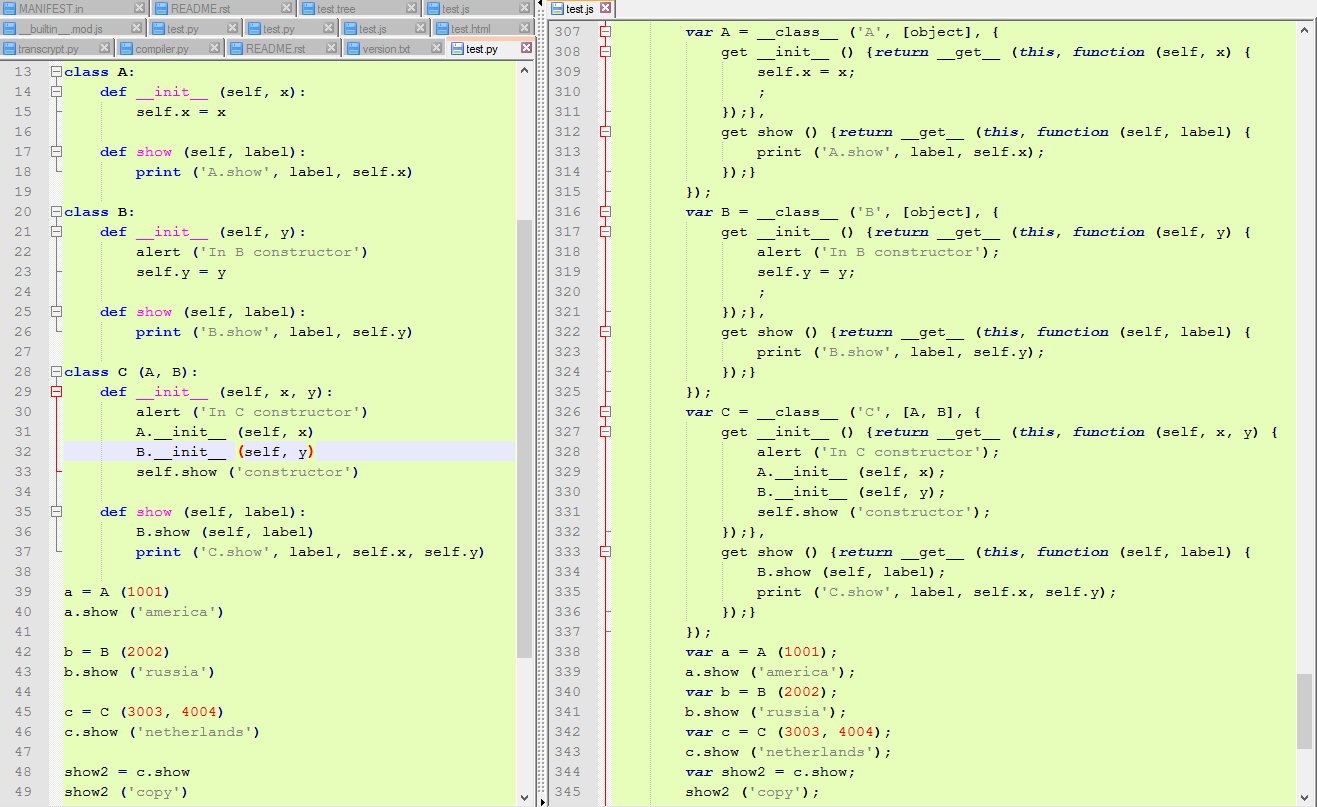 MANIFEST.in README.rst test.tree test.js
__builtin__.mod.js test.py test.py test.js test.html
transcrypt.py compiler.py README.rst version.txt test.py
13 class A:
14     def __init__ (self, x):
15         self.x = x
16
17     def show (self, label):
18         print ('A.show', label, self.x)
19
20 class B:
21     def __init__ (self, y):
22         alert ('In B constructor')
23         self.y = y
24
25     def show (self, label):
26         print ('B.show', label, self.y)
27
28 class C (A, B):
29     def __init__ (self, x, y):
30         alert ('In C constructor')
31         A.__init__ (self, x)
32         B.__init__ (self, y)
33         self.show ('constructor')
34
35     def show (self, label):
36         B.show (self, label)
37         print ('C.show', label, self.x, self.y)
38
39 a = A (1001)
40 a.show ('america')
41
42 b = B (2002)
43 b.show ('russia')
44
45 c = C (3003, 4004)
46 c.show ('netherlands')
47
48 show2 = c.show
49 show2 ('copy')
test.js
307 var A = __class__ ('A', [object], {
308     get __init__ () {return __get__ (this, function (self, x) {
309         self.x = x;
310         ;
311     });},
312     get show () {return __get__ (this, function (self, label) {
313         print ('A.show', label, self.x);
314     });}
315 });
316 var B = __class__ ('B', [object], {
317     get __init__ () {return __get__ (this, function (self, y) {
318         alert ('In B constructor');
319         self.y = y;
320         ;
321     });},
322     get show () {return __get__ (this, function (self, label) {
323         print ('B.show', label, self.y);
324     });}
325 });
326 var C = __class__ ('C', [A, B], {
327     get __init__ () {return __get__ (this, function (self, x, y) {
328         alert ('In C constructor');
329         A.__init__ (self, x);
330         B.__init__ (self, y);
331         self.show ('constructor');
332     });},
333     get show () {return __get__ (this, function (self, label) {
334         B.show (self, label);
335         print ('C.show', label, self.x, self.y);
336     });}
337 });
338 var a = A (1001);
339 a.show ('america');
340 var b = B (2002);
341 b.show ('russia');
342 var c = C (3003, 4004);
343 c.show ('netherlands');
344 var show2 = c.show;
345 show2 ('copy');